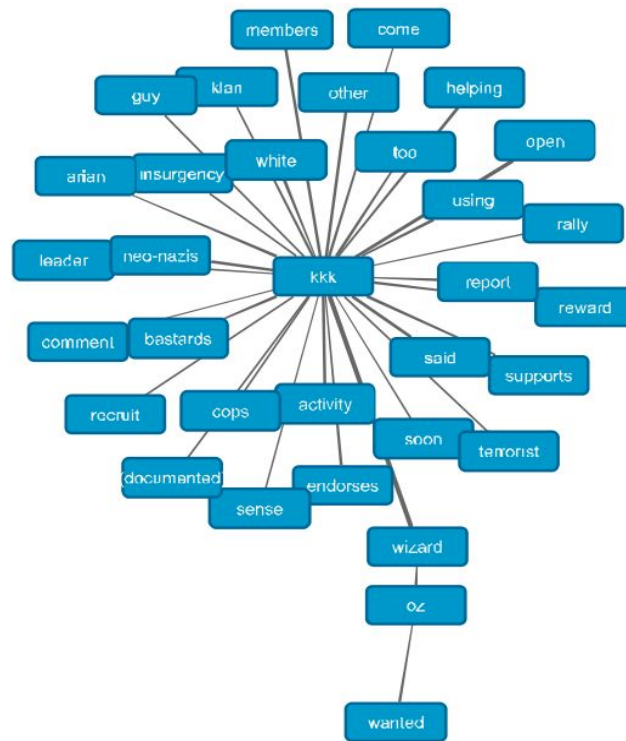 members
come
klan
guy
other
helping
open
white
too
arian
insurgency
using
rally
leader
neo-nazis
kkk
report
reward
comment
bastards
said
supports
recruit
cops
activity
soon
terrorist
(documented)
sense
endorses
wizard
oz
wanted